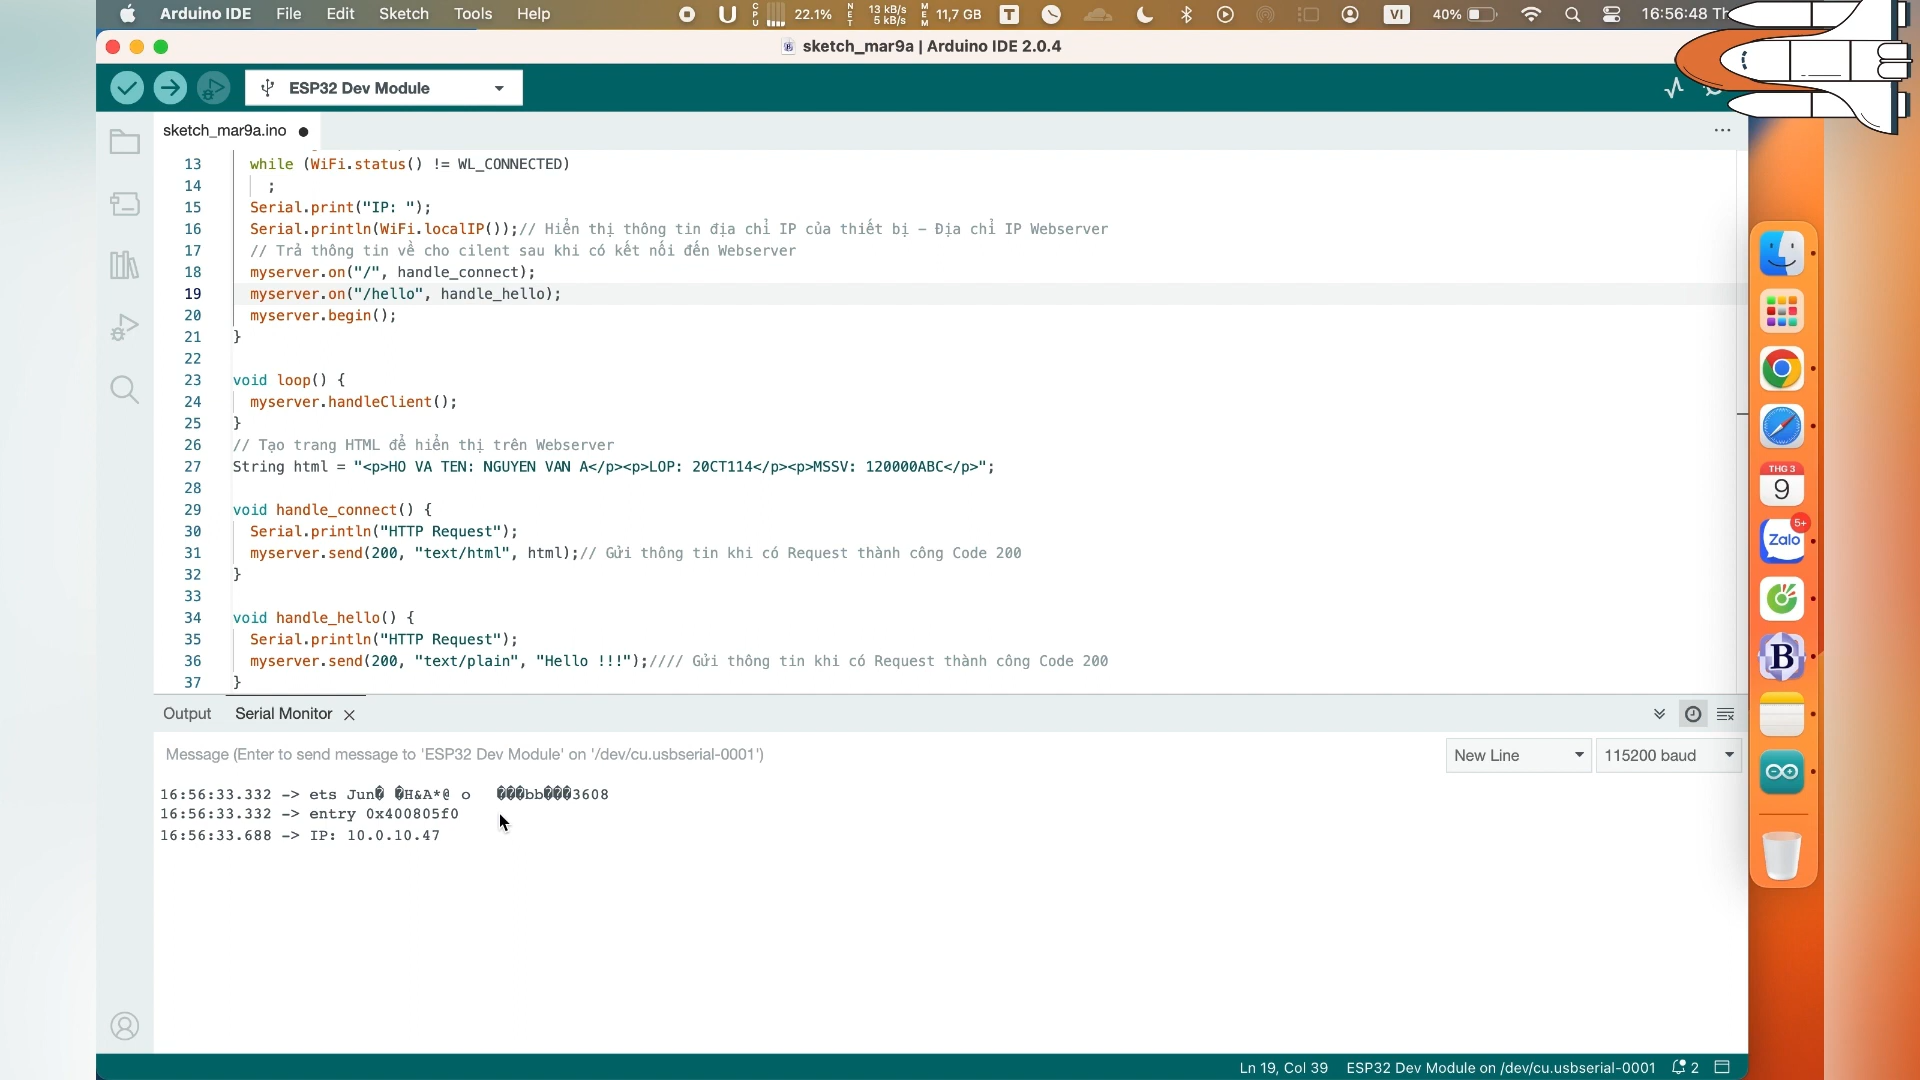 Arduino IDE File Edit Sketch Tools Help U CPU 22.1% NET 13 kB/s 5 kB/s MEM 11,7 GB T VI 40% 16:56:48
sketch_mar9a | Arduino IDE 2.0.4
ESP32 Dev Module
sketch_mar9a.ino
13 while (WiFi.status() != WL_CONNECTED)
14 ;
15 Serial.print("IP: ");
16 Serial.println(WiFi.localIP());// Hiển thị thông tin địa chỉ IP của thiết bị – Địa chỉ IP Webserver
17 // Trả thông tin về cho cilent sau khi có kết nối đến Webserver
18 myserver.on("/", handle_connect);
19 myserver.on("/hello", handle_hello);
20 myserver.begin();
21 }
22
23 void loop() {
24 myserver.handleClient();
25 }
26 // Tạo trang HTML để hiển thị trên Webserver
27 String html = "<p>HO VA TEN: NGUYEN VAN A</p><p>LOP: 20CT114</p><p>MSSV: 120000ABC</p>";
28
29 void handle_connect() {
30 Serial.println("HTTP Request");
31 myserver.send(200, "text/html", html);// Gửi thông tin khi có Request thành công Code 200
32 }
33
34 void handle_hello() {
35 Serial.println("HTTP Request");
36 myserver.send(200, "text/plain", "Hello !!!");//// Gửi thông tin khi có Request thành công Code 200
37 }
Output Serial Monitor
Message (Enter to send message to 'ESP32 Dev Module' on '/dev/cu.usbserial-0001')
New Line 115200 baud
16:56:33.332 -> ets Jun� �H&A*@ o ���bb���3608
16:56:33.332 -> entry 0x400805f0
16:56:33.688 -> IP: 10.0.10.47
THG 3
9
5+
Zalo
B
Ln 19, Col 39 ESP32 Dev Module on /dev/cu.usbserial-0001 2